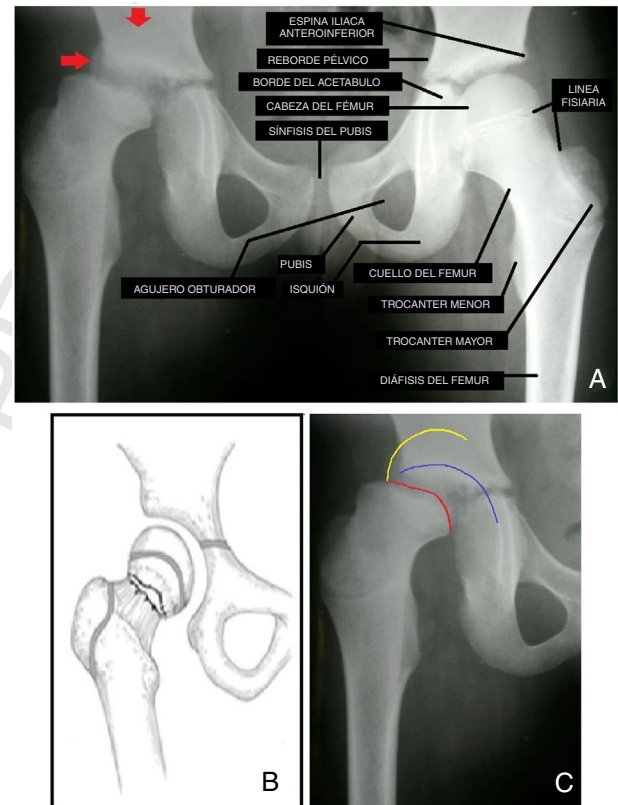 ESPINA ILIACA
ANTEROINFERIOR
REBORDE PÉLVICO
BORDE DEL ACETABULO
CABEZA DEL FÉMUR
SÍNFISIS DEL PUBIS
LINEA
FISIARIA
PUBIS
AGUJERO OBTURADOR
ISQUIÓN
CUELLO DEL FEMUR
TROCANTER MENOR
TROCANTER MAYOR
DIÁFISIS DEL FEMUR
A
B
C